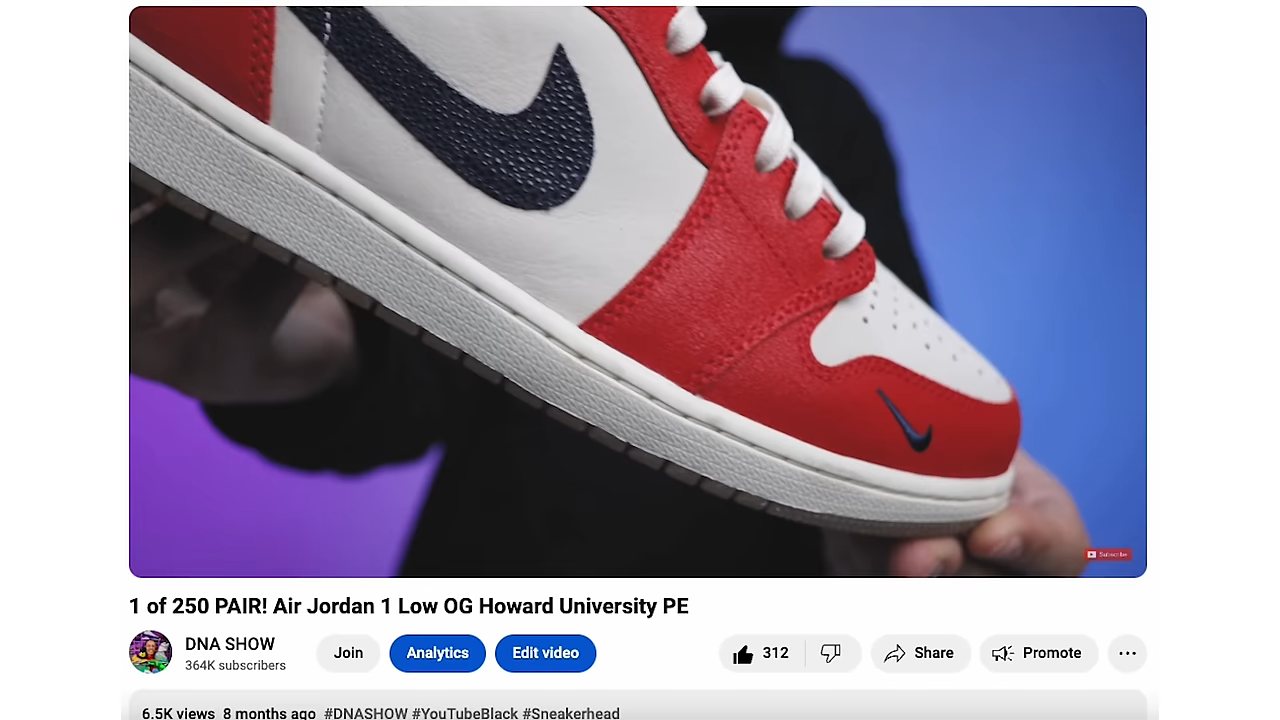 Subscribe
1 of 250 PAIR! Air Jordan 1 Low OG Howard University PE
DNA SHOW
364K subscribers
Join
Analytics
Edit video
312
Share
Promote
6.5K views 8 months ago #DNASHOW #YouTubeBlack #Sneakerhead